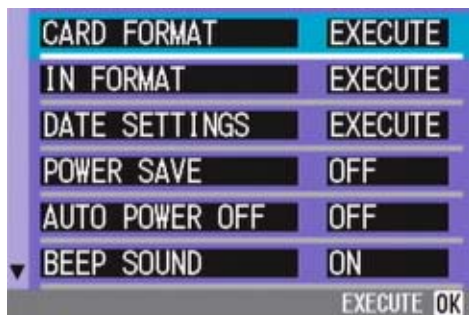 CARD FORMAT EXECUTE
IN FORMAT EXECUTE
DATE SETTINGS EXECUTE
POWER SAVE OFF
AUTO POWER OFF OFF
BEEP SOUND ON
EXECUTE OK